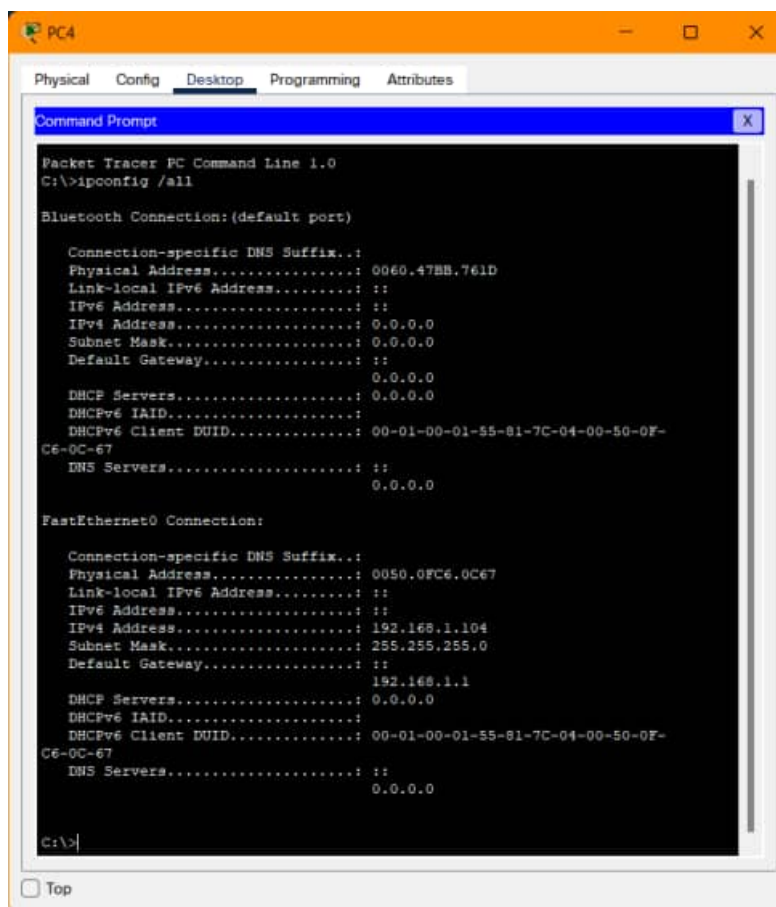 PC4
Physical Config Desktop Programming Attributes
Command Prompt X
Packet Tracer PC Command Line 1.0
C:\>ipconfig /all
Bluetooth Connection:(default port)
Connection-specific DNS Suffix..:
Physical Address................: 0060.47BB.761D
Link-local IPv6 Address.........: ::
IPv6 Address....................: ::
IPv4 Address....................: 0.0.0.0
Subnet Mask.....................: 0.0.0.0
Default Gateway.................: ::
0.0.0.0
DHCP Servers....................: 0.0.0.0
DHCPv6 IAID.....................:
DHCPv6 Client DUID..............: 00-01-00-01-55-81-7C-04-00-50-0F-
C6-0C-67
DNS Servers.....................: ::
0.0.0.0
FastEthernet0 Connection:
Connection-specific DNS Suffix..:
Physical Address................: 0050.0FC6.0C67
Link-local IPv6 Address.........: ::
IPv6 Address....................: ::
IPv4 Address....................: 192.168.1.104
Subnet Mask.....................: 255.255.255.0
Default Gateway.................: ::
192.168.1.1
DHCP Servers....................: 0.0.0.0
DHCPv6 IAID.....................:
DHCPv6 Client DUID..............: 00-01-00-01-55-81-7C-04-00-50-0F-
C6-0C-67
DNS Servers.....................: ::
0.0.0.0
C:\>
Top